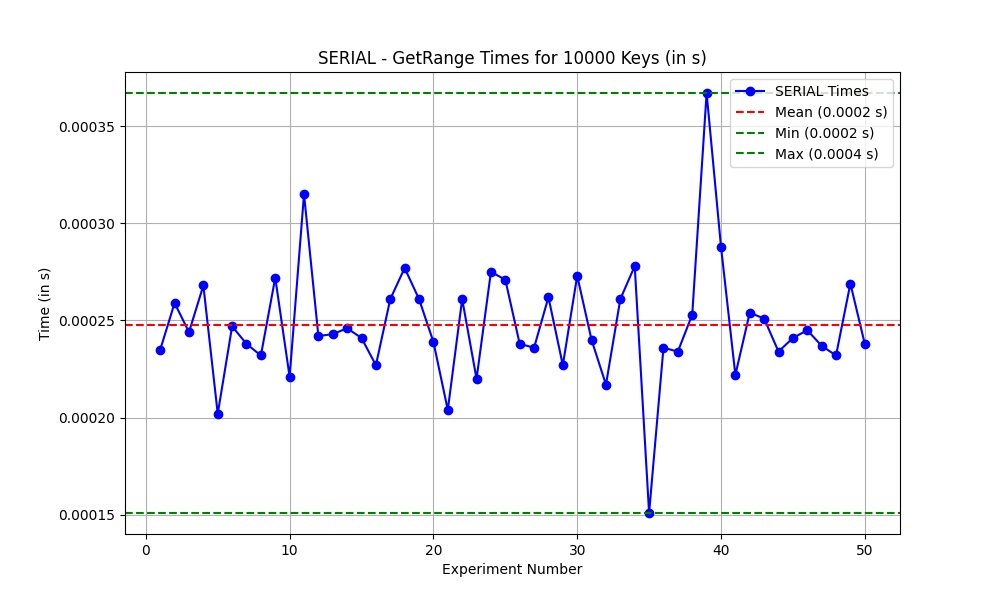 SERIAL - GetRange Times for 10000 Keys (in s)
SERIAL Times
Mean (0.0002 s)
Min (0.0002 s)
Max (0.0004 s)
Time (in s)
0.00035
0.00030
0.00025
0.00020
0.00015
0 10 20 30 40 50
Experiment Number